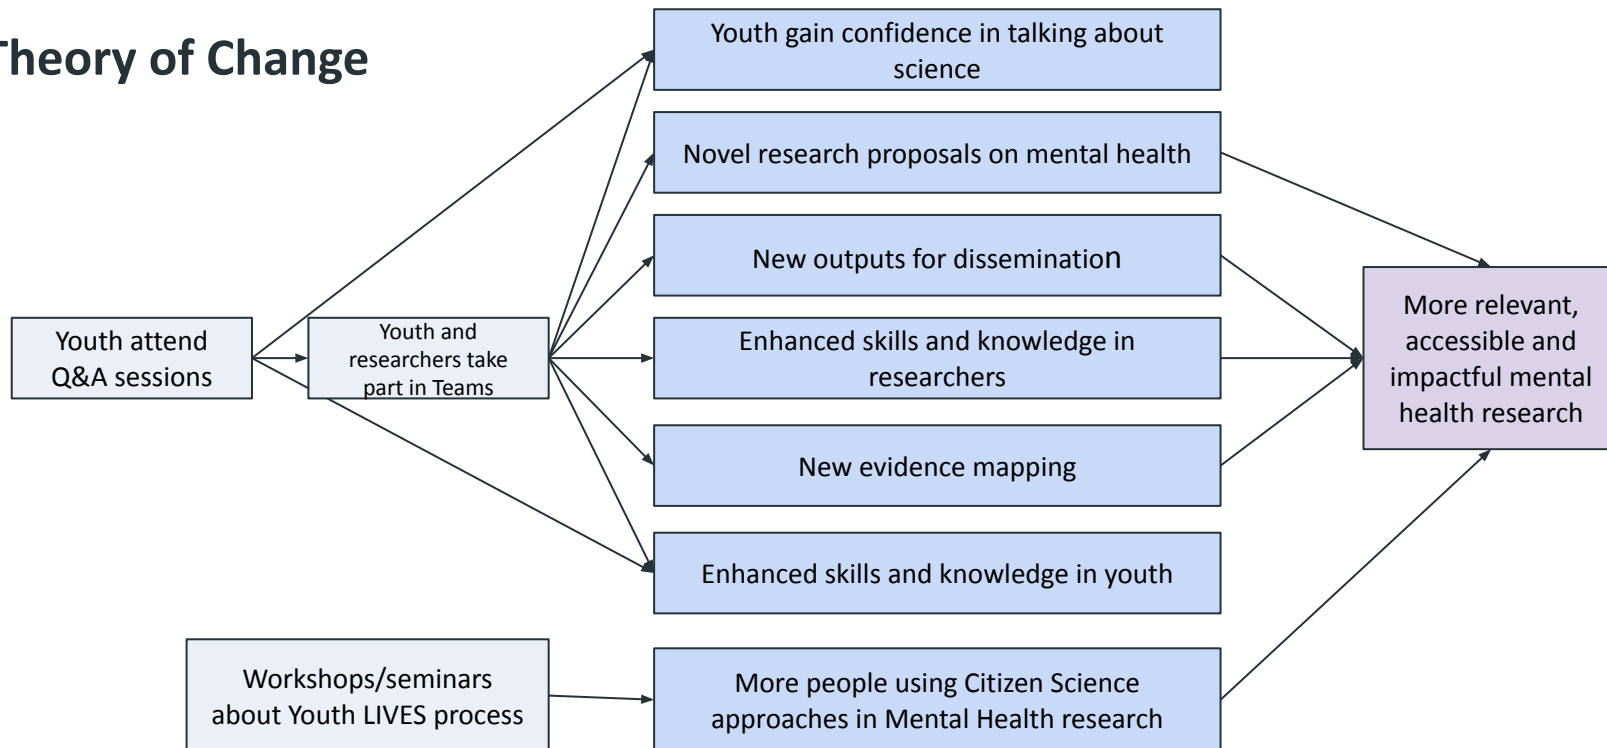 Theory of Change
Youth gain confidence in talking about
science
Novel research proposals on mental health
New outputs for dissemination
Enhanced skills and knowledge in
researchers
New evidence mapping
Enhanced skills and knowledge in youth
More people using Citizen Science
approaches in Mental Health research
Youth attend
Q&A sessions
Youth and
researchers take
part in Teams
Workshops/seminars
about Youth LIVES process
More relevant,
accessible and
impactful mental
health research